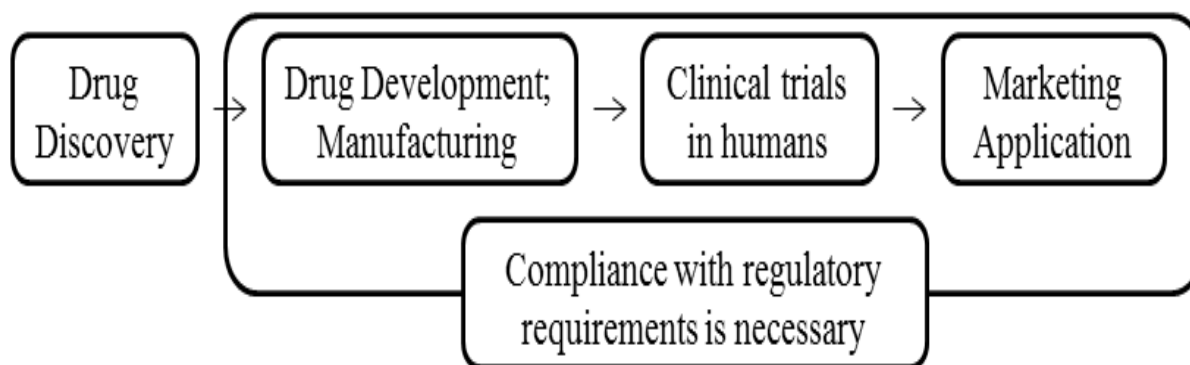 Drug
Discovery
Drug Development;
Manufacturing
Clinical trials
in humans
Marketing
Application
Compliance with regulatory
requirements is necessary